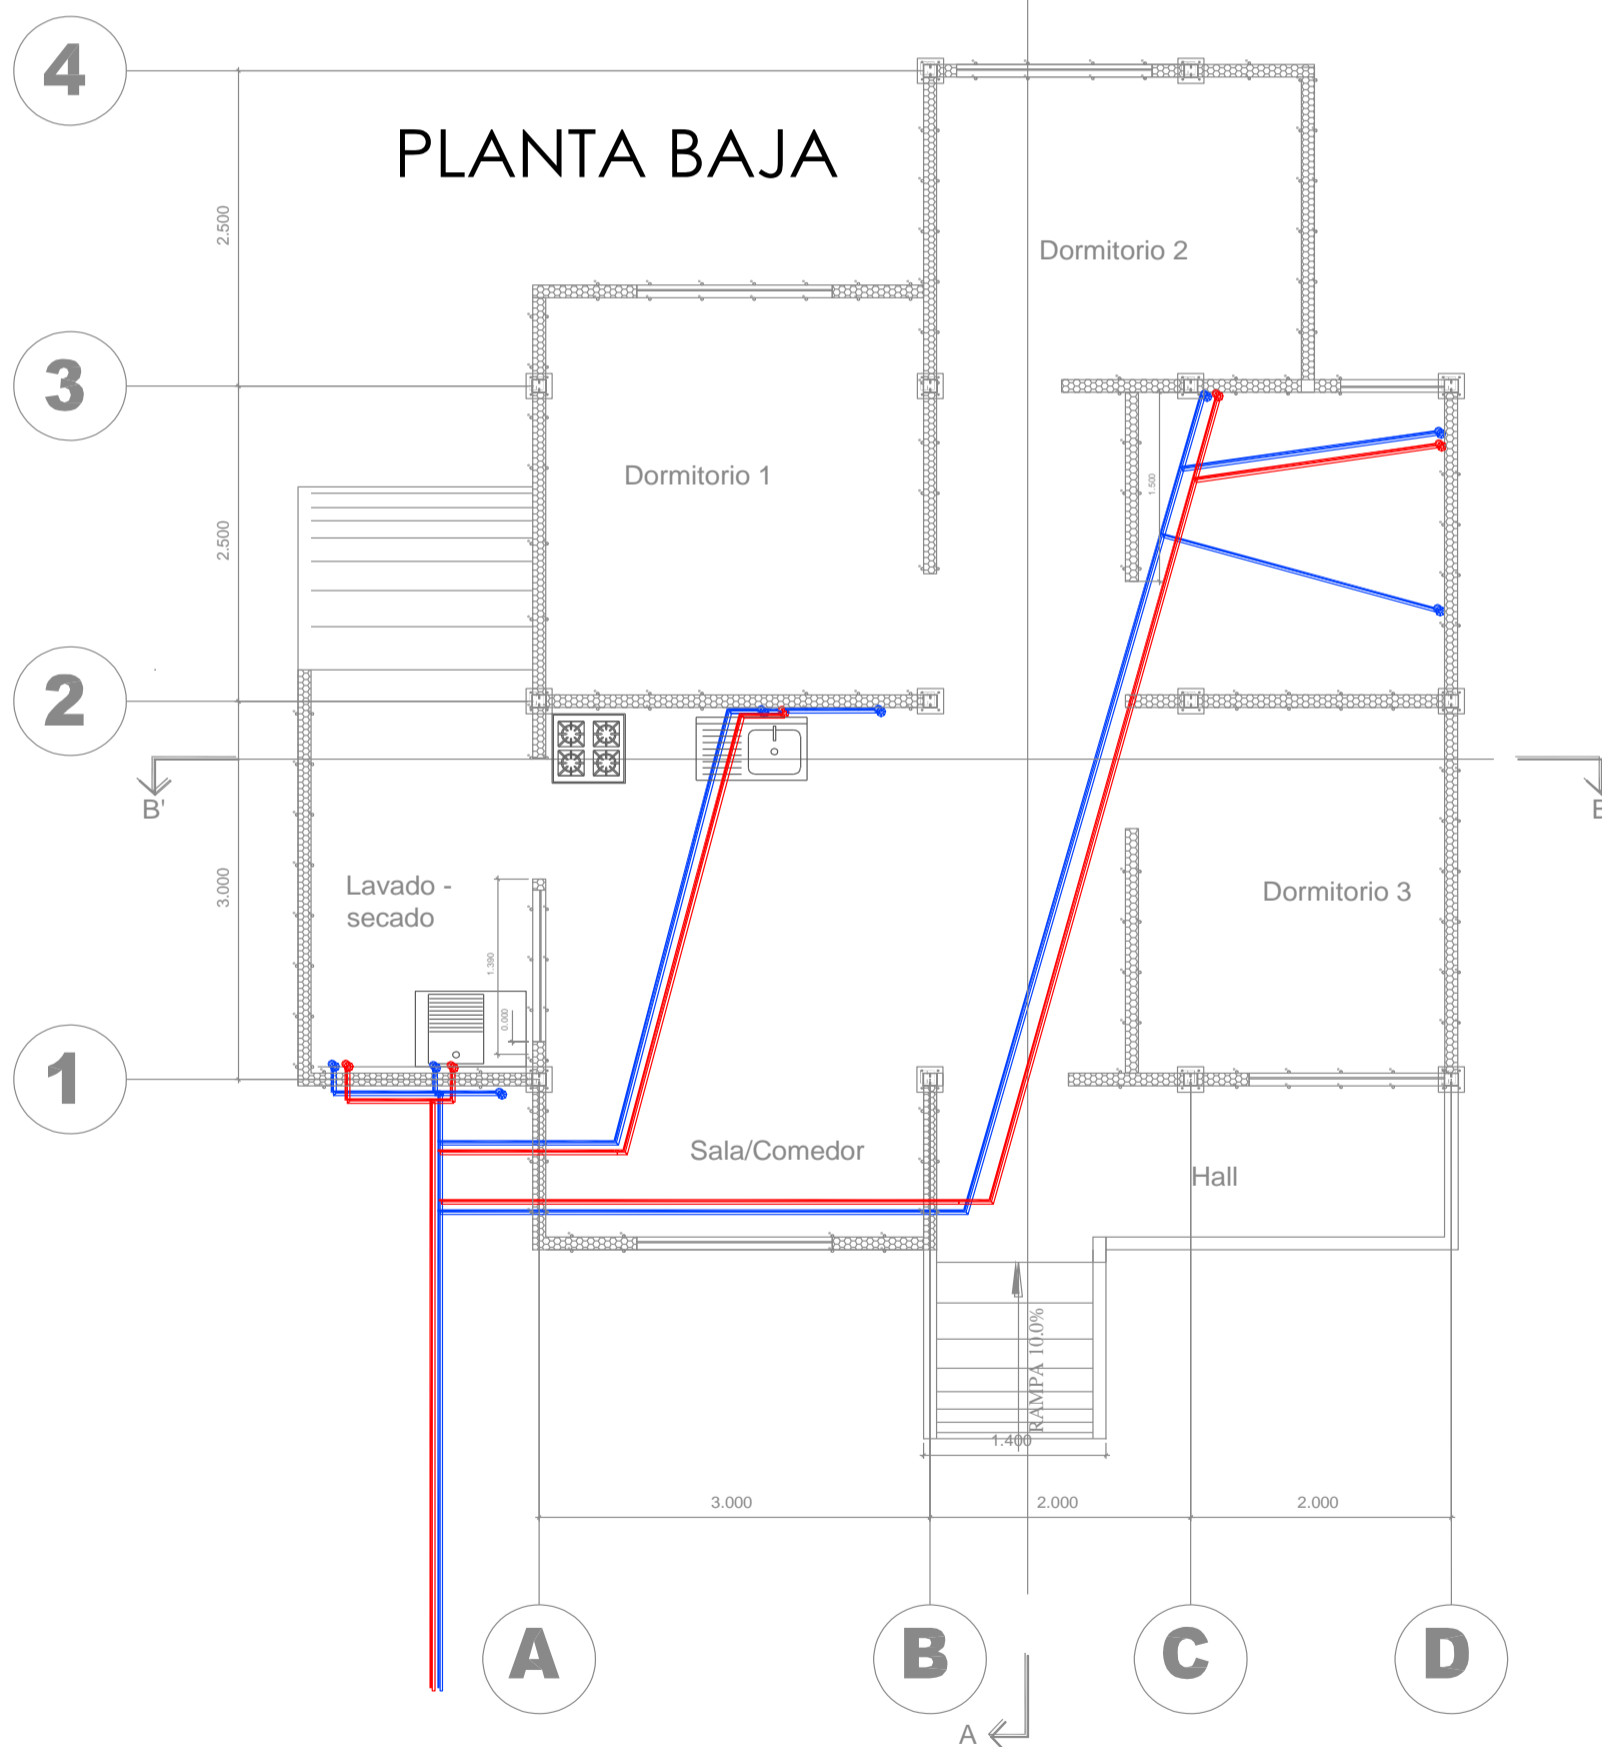 4
PLANTA BAJA
2.500
Dormitorio 2
3
Dormitorio 1
1.500
2.500
2
B'
B
3.000
Lavado -
secado
Dormitorio 3
1.390
0.000
1
Sala/Comedor
Hall
RAMPA 10.0%
1.400
3.000
2.000
2.000
A
B
C
D
A